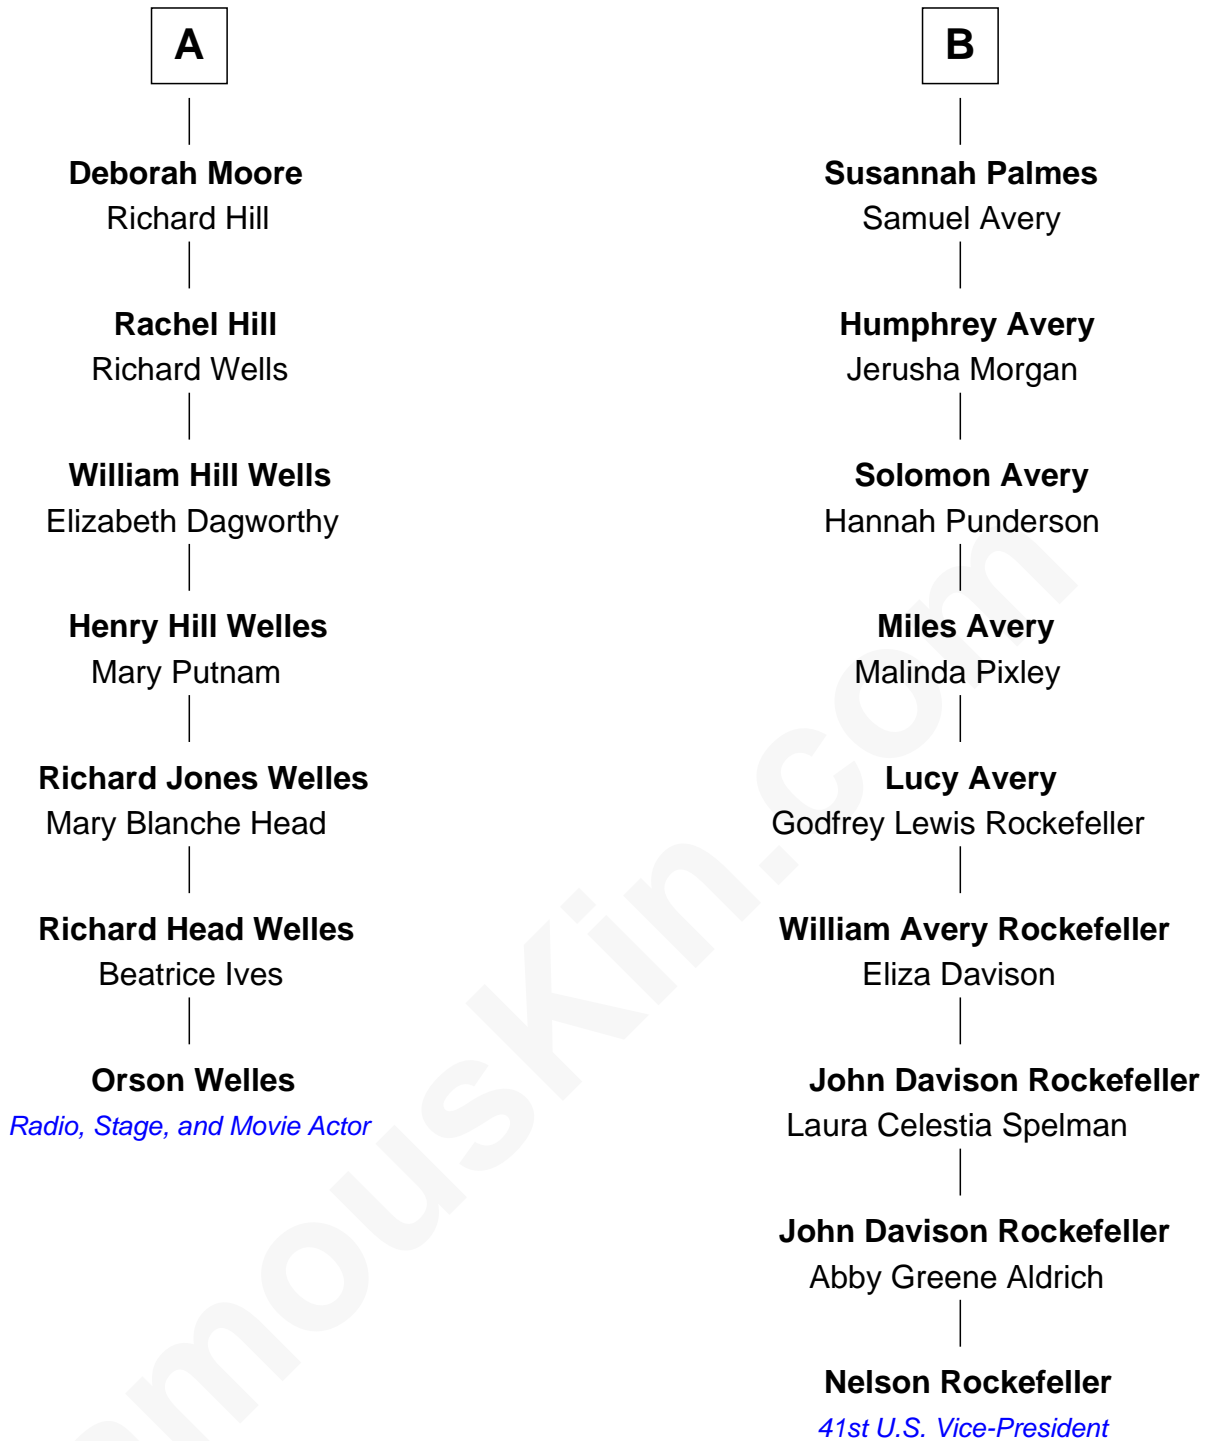 A
Deborah Moore
Richard Hill
Rachel Hill
Richard Wells
William Hill Wells
Elizabeth Dagworthy
Henry Hill Welles
Mary Putnam
Richard Jones Welles
Mary Blanche Head
Richard Head Welles
Beatrice Ives
Orson Welles
Radio, Stage, and Movie Actor
B
Susannah Palmes
Samuel Avery
Humphrey Avery
Jerusha Morgan
Solomon Avery
Hannah Punderson
Miles Avery
Malinda Pixley
Lucy Avery
Godfrey Lewis Rockefeller
William Avery Rockefeller
Eliza Davison
John Davison Rockefeller
Laura Celestia Spelman
John Davison Rockefeller
Abby Greene Aldrich
Nelson Rockefeller
41st U.S. Vice-President
amousKin.com